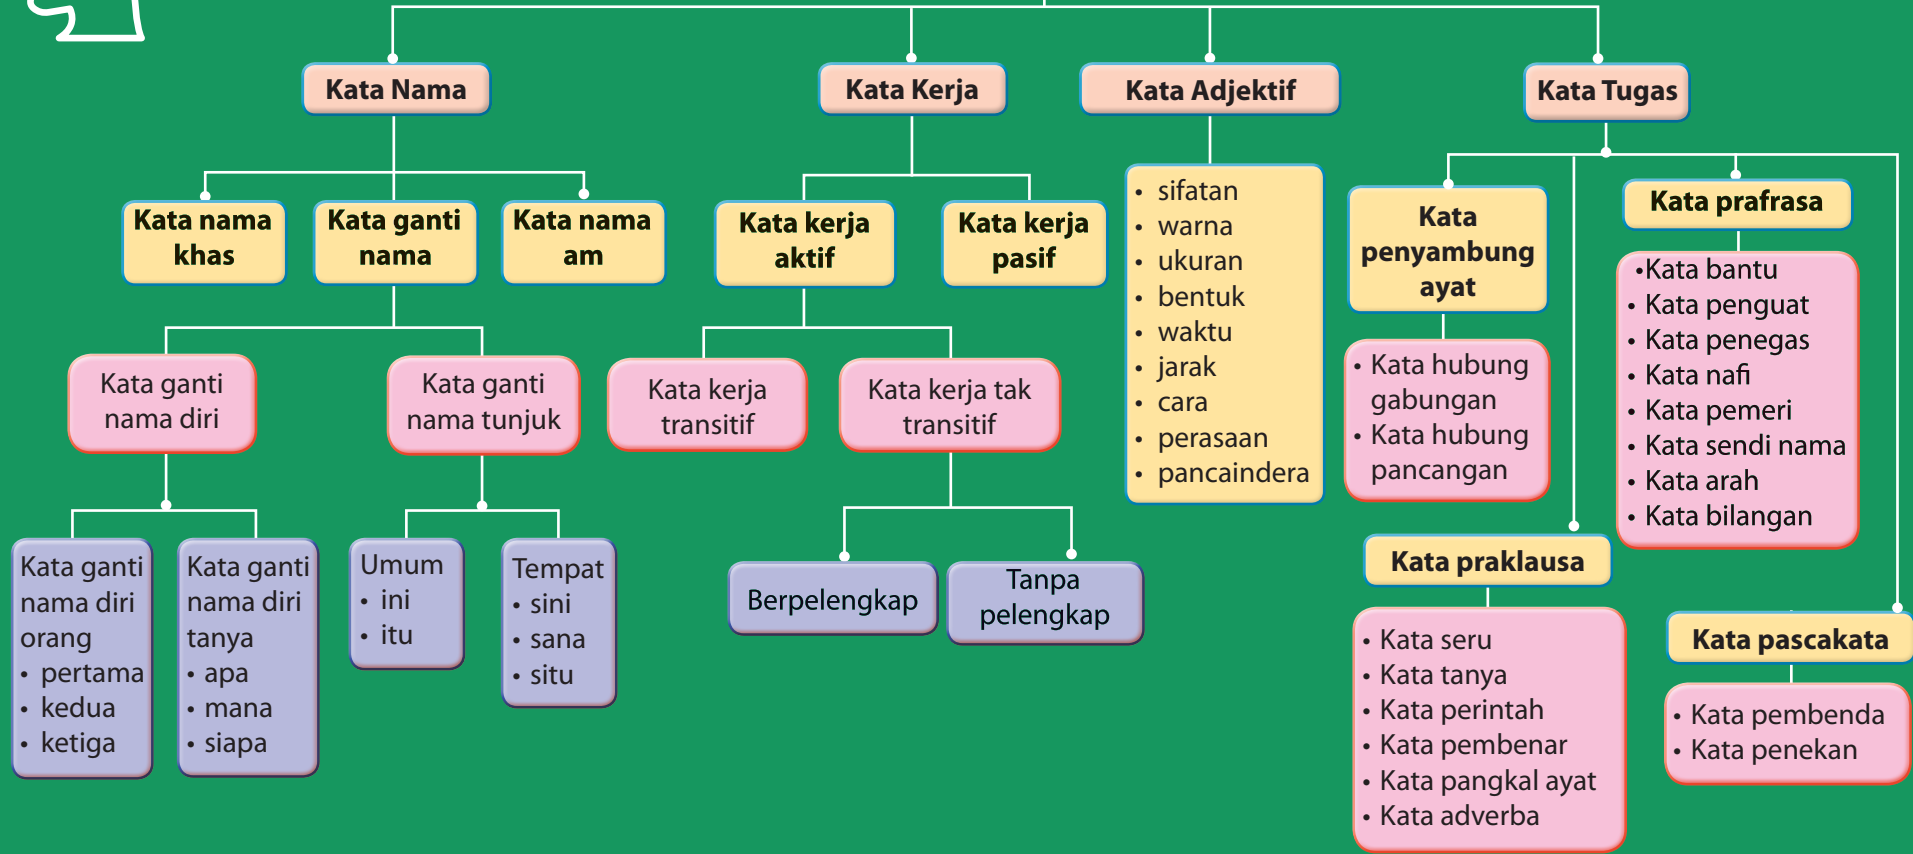 Kata Nama
Kata Kerja
Kata Adjektif
Kata Tugas
Kata nama
khas
Kata ganti
nama
Kata nama
am
Kata kerja
aktif
Kata kerja
pasif
• sifatan
• warna
• ukuran
• bentuk
• waktu
• jarak
• cara
• perasaan
• pancaindera
Kata
penyambung
ayat
Kata prafrasa
•Kata bantu
• Kata penguat
• Kata penegas
• Kata nafi
• Kata pemeri
• Kata sendi nama
• Kata arah
• Kata bilangan
Kata ganti
nama diri
Kata ganti
nama tunjuk
Kata kerja
transitif
Kata kerja tak
transitif
• Kata hubung
gabungan
• Kata hubung
pancangan
Kata ganti
nama diri
orang
• pertama
• kedua
• ketiga
Kata ganti
nama diri
tanya
• apa
• mana
• siapa
Umum
• ini
• itu
Tempat
• sini
• sana
• situ
Berpelengkap
Tanpa
pelengkap
Kata praklausa
• Kata seru
• Kata tanya
• Kata perintah
• Kata pembenar
• Kata pangkal ayat
• Kata adverba
Kata pascakata
• Kata pembenda
• Kata penekan